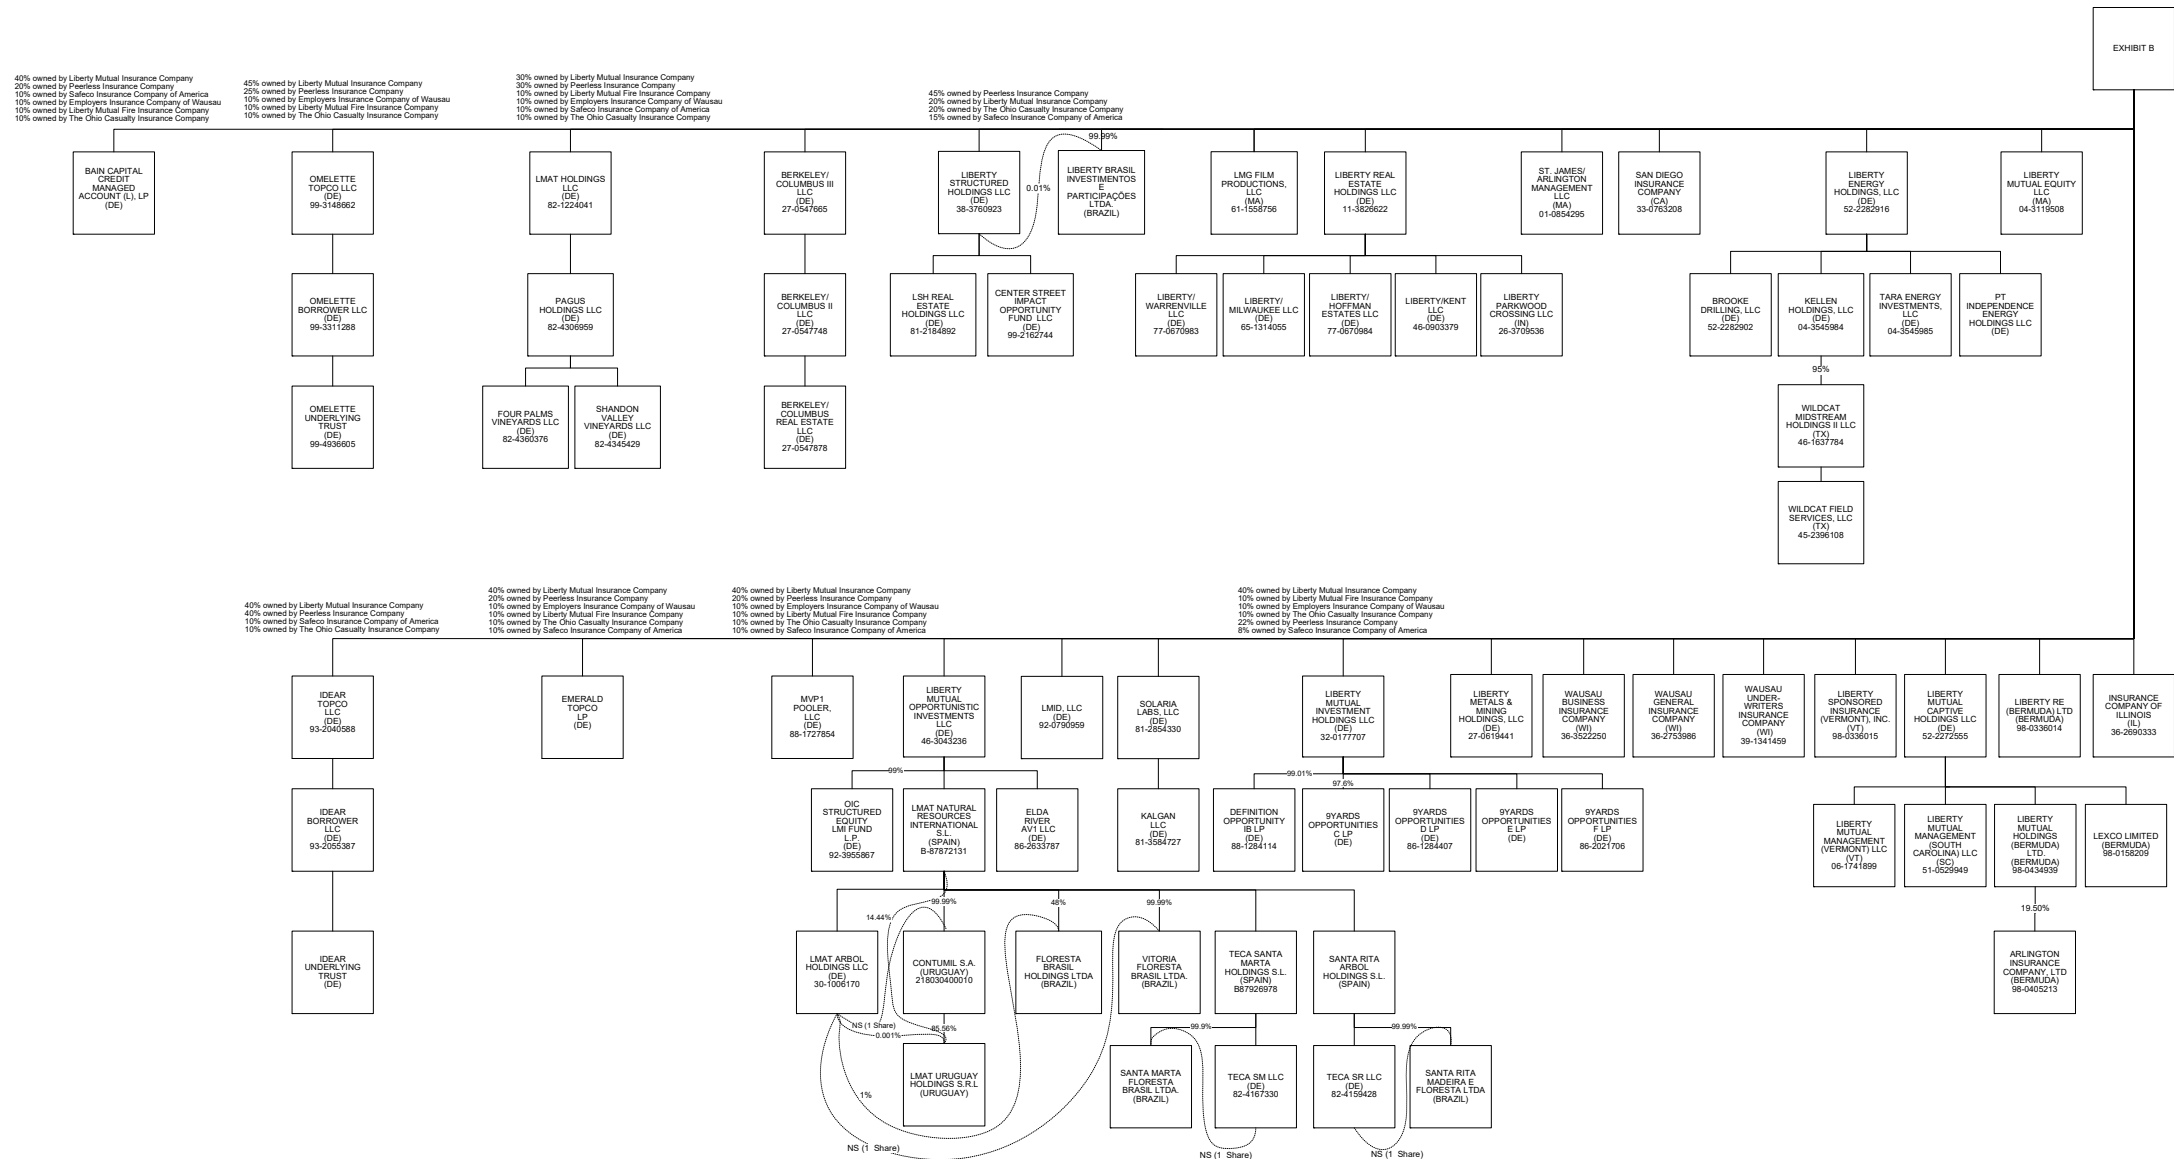 EXHIBIT B
40% owned by Liberty Mutual Insurance Company
20% owned by Peerless Insurance Company
10% owned by Safeco Insurance Company of America
10% owned by Employers Insurance Company of Wausau
10% owned by Liberty Mutual Fire Insurance Company
10% owned by The Ohio Casualty Insurance Company
45% owned by Liberty Mutual Insurance Company
25% owned by Peerless Insurance Company
10% owned by Employers Insurance Company of Wausau
10% owned by Liberty Mutual Fire Insurance Company
10% owned by The Ohio Casualty Insurance Company
30% owned by Liberty Mutual Insurance Company
30% owned by Peerless Insurance Company
10% owned by Liberty Mutual Fire Insurance Company
10% owned by Employers Insurance Company of Wausau
10% owned by Safeco Insurance Company of America
10% owned by The Ohio Casualty Insurance Company
45% owned by Peerless Insurance Company
20% owned by Liberty Mutual Insurance Company
20% owned by The Ohio Casualty Insurance Company
15% owned by Safeco Insurance Company of America
BAIN CAPITAL
CREDIT
MANAGED
ACCOUNT (L), LP
(DE)
OMELETTE
TOPCO LLC
(DE)
99-3148662
LMAT HOLDINGS
LLC
(DE)
82-1224041
BERKELEY/
COLUMBUS III
LLC
(DE)
27-0547665
LIBERTY
STRUCTURED
HOLDINGS LLC
(DE)
38-3760923
0.01%
99.99%
LIBERTY BRASIL
INVESTIMENTOS
E
PARTICIPAÇÕES
LTDA.
(BRAZIL)
LMG FILM
PRODUCTIONS,
LLC
(MA)
61-1558756
LIBERTY REAL
ESTATE
HOLDINGS LLC
(DE)
11-3826622
ST. JAMES/
ARLINGTON
MANAGEMENT
LLC
(MA)
01-0854295
SAN DIEGO
INSURANCE
COMPANY
(CA)
33-0763208
LIBERTY
ENERGY
HOLDINGS, LLC
(DE)
52-2282916
LIBERTY
MUTUAL EQUITY
LLC
(MA)
04-3119508
OMELETTE
BORROWER LLC
(DE)
99-3311288
PAGUS
HOLDINGS LLC
(DE)
82-4306959
BERKELEY/
COLUMBUS II
LLC
(DE)
27-0547748
LSH REAL
ESTATE
HOLDINGS LLC
(DE)
81-2184892
CENTER STREET
IMPACT
OPPORTUNITY
FUND LLC
(DE)
99-2162744
LIBERTY/
WARRENVILLE
LLC
(DE)
77-0670983
LIBERTY/
MILWAUKEE LLC
(DE)
65-1314055
LIBERTY/
HOFFMAN
ESTATES LLC
(DE)
77-0670984
LIBERTY/KENT
LLC
(DE)
46-0903379
LIBERTY
PARKWOOD
CROSSING LLC
(IN)
26-3709536
BROOKE
DRILLING, LLC
(DE)
52-2282902
KELLEN
HOLDINGS, LLC
(DE)
04-3545984
TARA ENERGY
INVESTMENTS,
LLC
(DE)
04-3545985
PT
INDEPENDENCE
ENERGY
HOLDINGS LLC
(DE)
95%
OMELETTE
UNDERLYING
TRUST
(DE)
99-4936605
FOUR PALMS
VINEYARDS LLC
(DE)
82-4360376
SHANDON
VALLEY
VINEYARDS LLC
(DE)
82-4345429
BERKELEY/
COLUMBUS
REAL ESTATE
LLC
(DE)
27-0547878
WILDCAT
MIDSTREAM
HOLDINGS II LLC
(TX)
46-1637784
WILDCAT FIELD
SERVICES, LLC
(TX)
45-2396108
40% owned by Liberty Mutual Insurance Company
40% owned by Peerless Insurance Company
10% owned by Safeco Insurance Company of America
10% owned by The Ohio Casualty Insurance Company
40% owned by Liberty Mutual Insurance Company
20% owned by Peerless Insurance Company
10% owned by Employers Insurance Company of Wausau
10% owned by Liberty Mutual Fire Insurance Company
10% owned by The Ohio Casualty Insurance Company
10% owned by Safeco Insurance Company of America
40% owned by Liberty Mutual Insurance Company
20% owned by Peerless Insurance Company
10% owned by Employers Insurance Company of Wausau
10% owned by Liberty Mutual Fire Insurance Company
10% owned by The Ohio Casualty Insurance Company
10% owned by Safeco Insurance Company of America
40% owned by Liberty Mutual Insurance Company
10% owned by Liberty Mutual Fire Insurance Company
10% owned by Employers Insurance Company of Wausau
10% owned by The Ohio Casualty Insurance Company
22% owned by Peerless Insurance Company
8% owned by Safeco Insurance Company of America
IDEAR
TOPCO
LLC
(DE)
93-2040588
EMERALD
TOPCO
LP
(DE)
MVP1
POOLER,
LLC
(DE)
88-1727854
LIBERTY
MUTUAL
OPPORTUNISTIC
INVESTMENTS
LLC
(DE)
46-3043236
LMID, LLC
(DE)
92-0790959
SOLARIA
LABS, LLC
(DE)
81-2854330
LIBERTY
MUTUAL
INVESTMENT
HOLDINGS LLC
(DE)
32-0177707
LIBERTY
METALS &
MINING
HOLDINGS, LLC
(DE)
27-0619441
WAUSAU
BUSINESS
INSURANCE
COMPANY
(WI)
36-3522250
WAUSAU
GENERAL
INSURANCE
COMPANY
(WI)
36-2753986
WAUSAU
UNDER-
WRITERS
INSURANCE
COMPANY
(WI)
39-1341459
LIBERTY
SPONSORED
INSURANCE
(VERMONT), INC.
(VT)
98-0336015
LIBERTY
MUTUAL
CAPTIVE
HOLDINGS LLC
(DE)
52-2272555
LIBERTY RE
(BERMUDA) LTD
(BERMUDA)
98-0336014
INSURANCE
COMPANY OF
ILLINOIS
(IL)
36-2690333
99%
99.01%
97.6%
IDEAR
BORROWER
LLC
(DE)
93-2055387
OIC
STRUCTURED
EQUITY
LMI FUND
L.P.
(DE)
92-3955867
LMAT NATURAL
RESOURCES
INTERNATIONAL
S.L.
(SPAIN)
B-87872131
ELDA
RIVER
AV1 LLC
(DE)
86-2633787
KALGAN
LLC
(DE)
81-3584727
DEFINITION
OPPORTUNITY
IB LP
(DE)
88-1284114
9YARDS
OPPORTUNITIES
C LP
(DE)
9YARDS
OPPORTUNITIES
D LP
(DE)
86-1284407
9YARDS
OPPORTUNITIES
E LP
(DE)
9YARDS
OPPORTUNITIES
F LP
(DE)
86-2021706
LIBERTY
MUTUAL
MANAGEMENT
(VERMONT) LLC
(VT)
06-1741899
LIBERTY
MUTUAL
MANAGEMENT
(SOUTH
CAROLINA) LLC
(SC)
51-0529949
LIBERTY
MUTUAL
HOLDINGS
(BERMUDA)
LTD.
(BERMUDA)
98-0434939
LEXCO LIMITED
(BERMUDA)
98-0158209
14.44%
99.99%
48%
99.99%
19.50%
IDEAR
UNDERLYING
TRUST
(DE)
LMAT ARBOL
HOLDINGS LLC
(DE)
30-1006170
CONTUMIL S.A.
(URUGUAY)
218030400010
FLORESTA
BRASIL
HOLDINGS LTDA
(BRAZIL)
VITORIA
FLORESTA
BRASIL LTDA.
(BRAZIL)
TECA SANTA
MARTA
HOLDINGS S.L.
(SPAIN)
B87926978
SANTA RITA
ARBOL
HOLDINGS S.L.
(SPAIN)
ARLINGTON
INSURANCE
COMPANY, LTD
(BERMUDA)
98-0405213
NS (1 Share)
0.001%
85.56%
99.9%
99.99%
LMAT URUGUAY
HOLDINGS S.R.L
(URUGUAY)
SANTA MARTA
FLORESTA
BRASIL LTDA.
(BRAZIL)
TECA SM LLC
(DE)
82-4167330
TECA SR LLC
(DE)
82-4159428
SANTA RITA
MADEIRA E
FLORESTA LTDA
(BRAZIL)
1%
NS (1 Share)
NS (1 Share)
NS (1 Share)